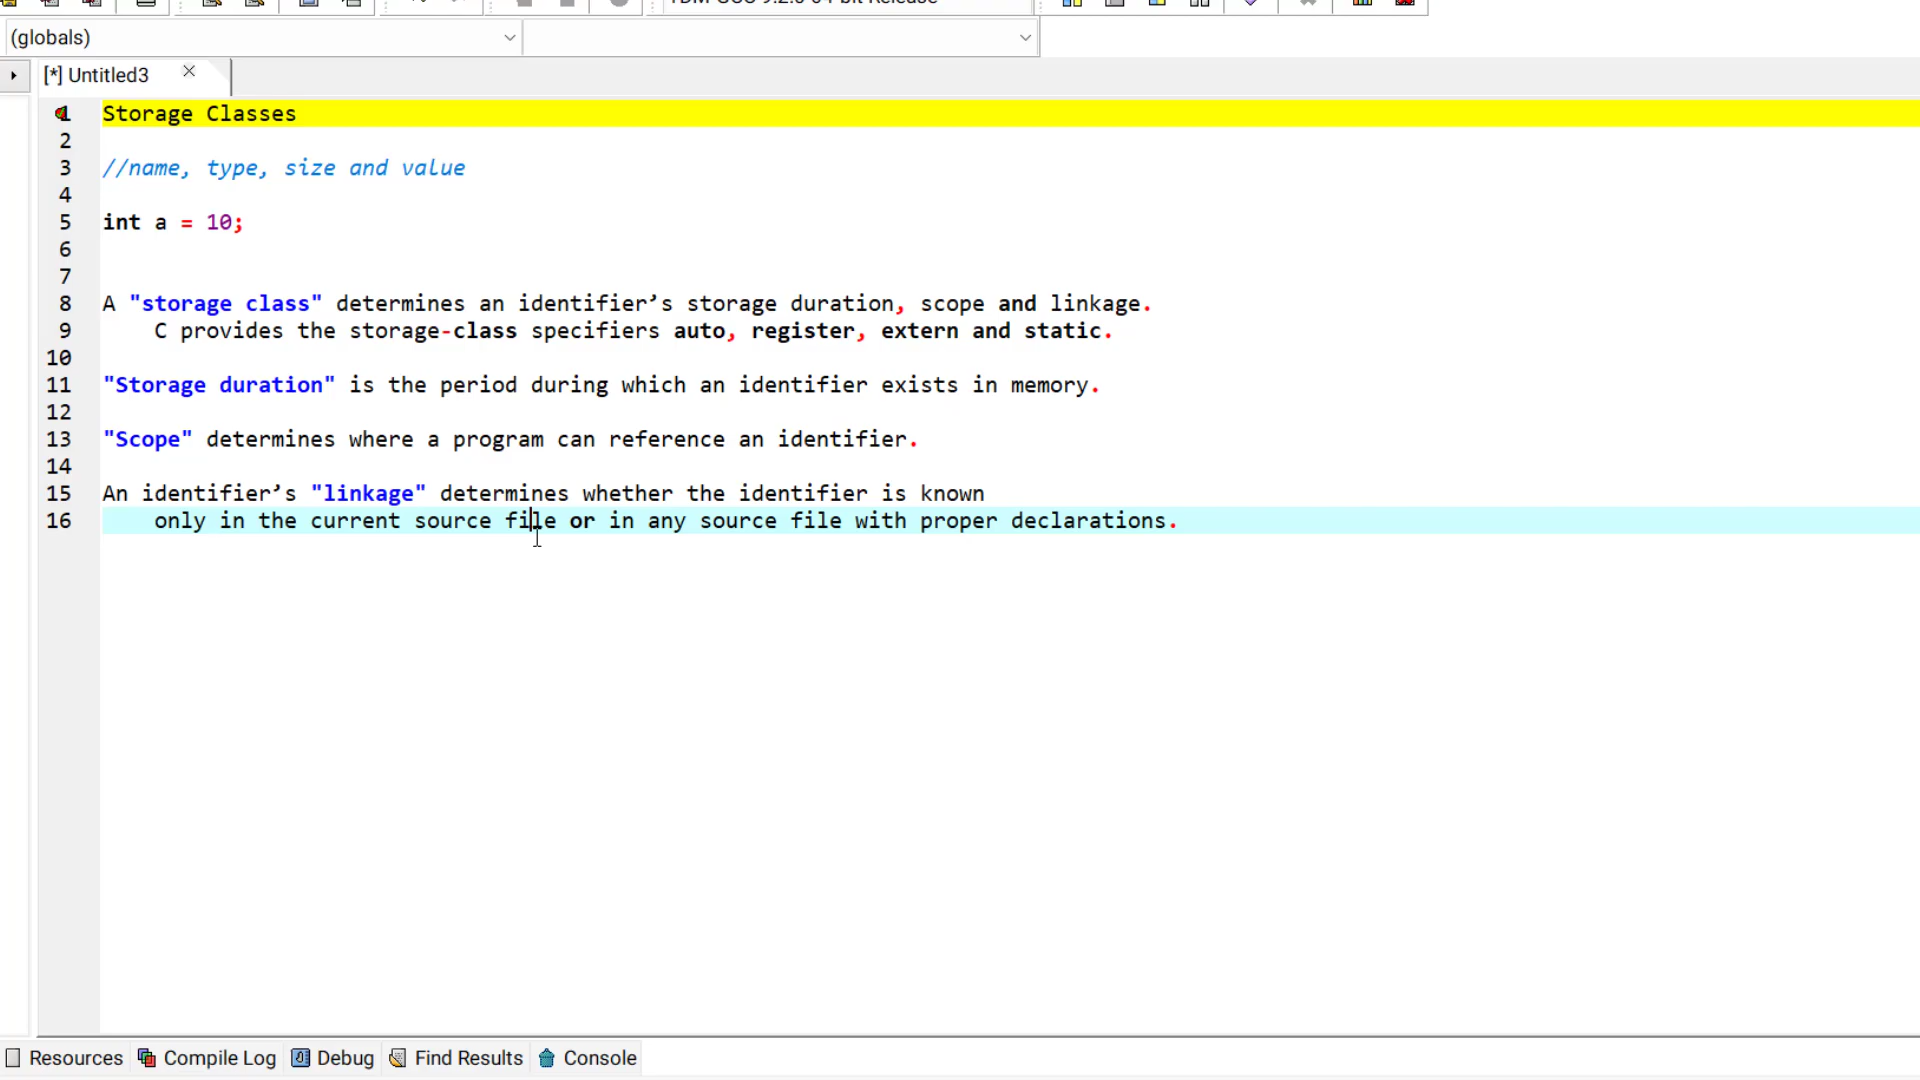 (globals)
[*] Untitled3
1 Storage Classes
2
3 //name, type, size and value
4
5 int a = 10;
6
7
8 A "storage class" determines an identifier’s storage duration, scope and linkage.
9 C provides the storage-class specifiers auto, register, extern and static.
10
11 "Storage duration" is the period during which an identifier exists in memory.
12
13 "Scope" determines where a program can reference an identifier.
14
15 An identifier’s "linkage" determines whether the identifier is known
16 only in the current source file or in any source file with proper declarations.
Resources Compile Log Debug Find Results Console